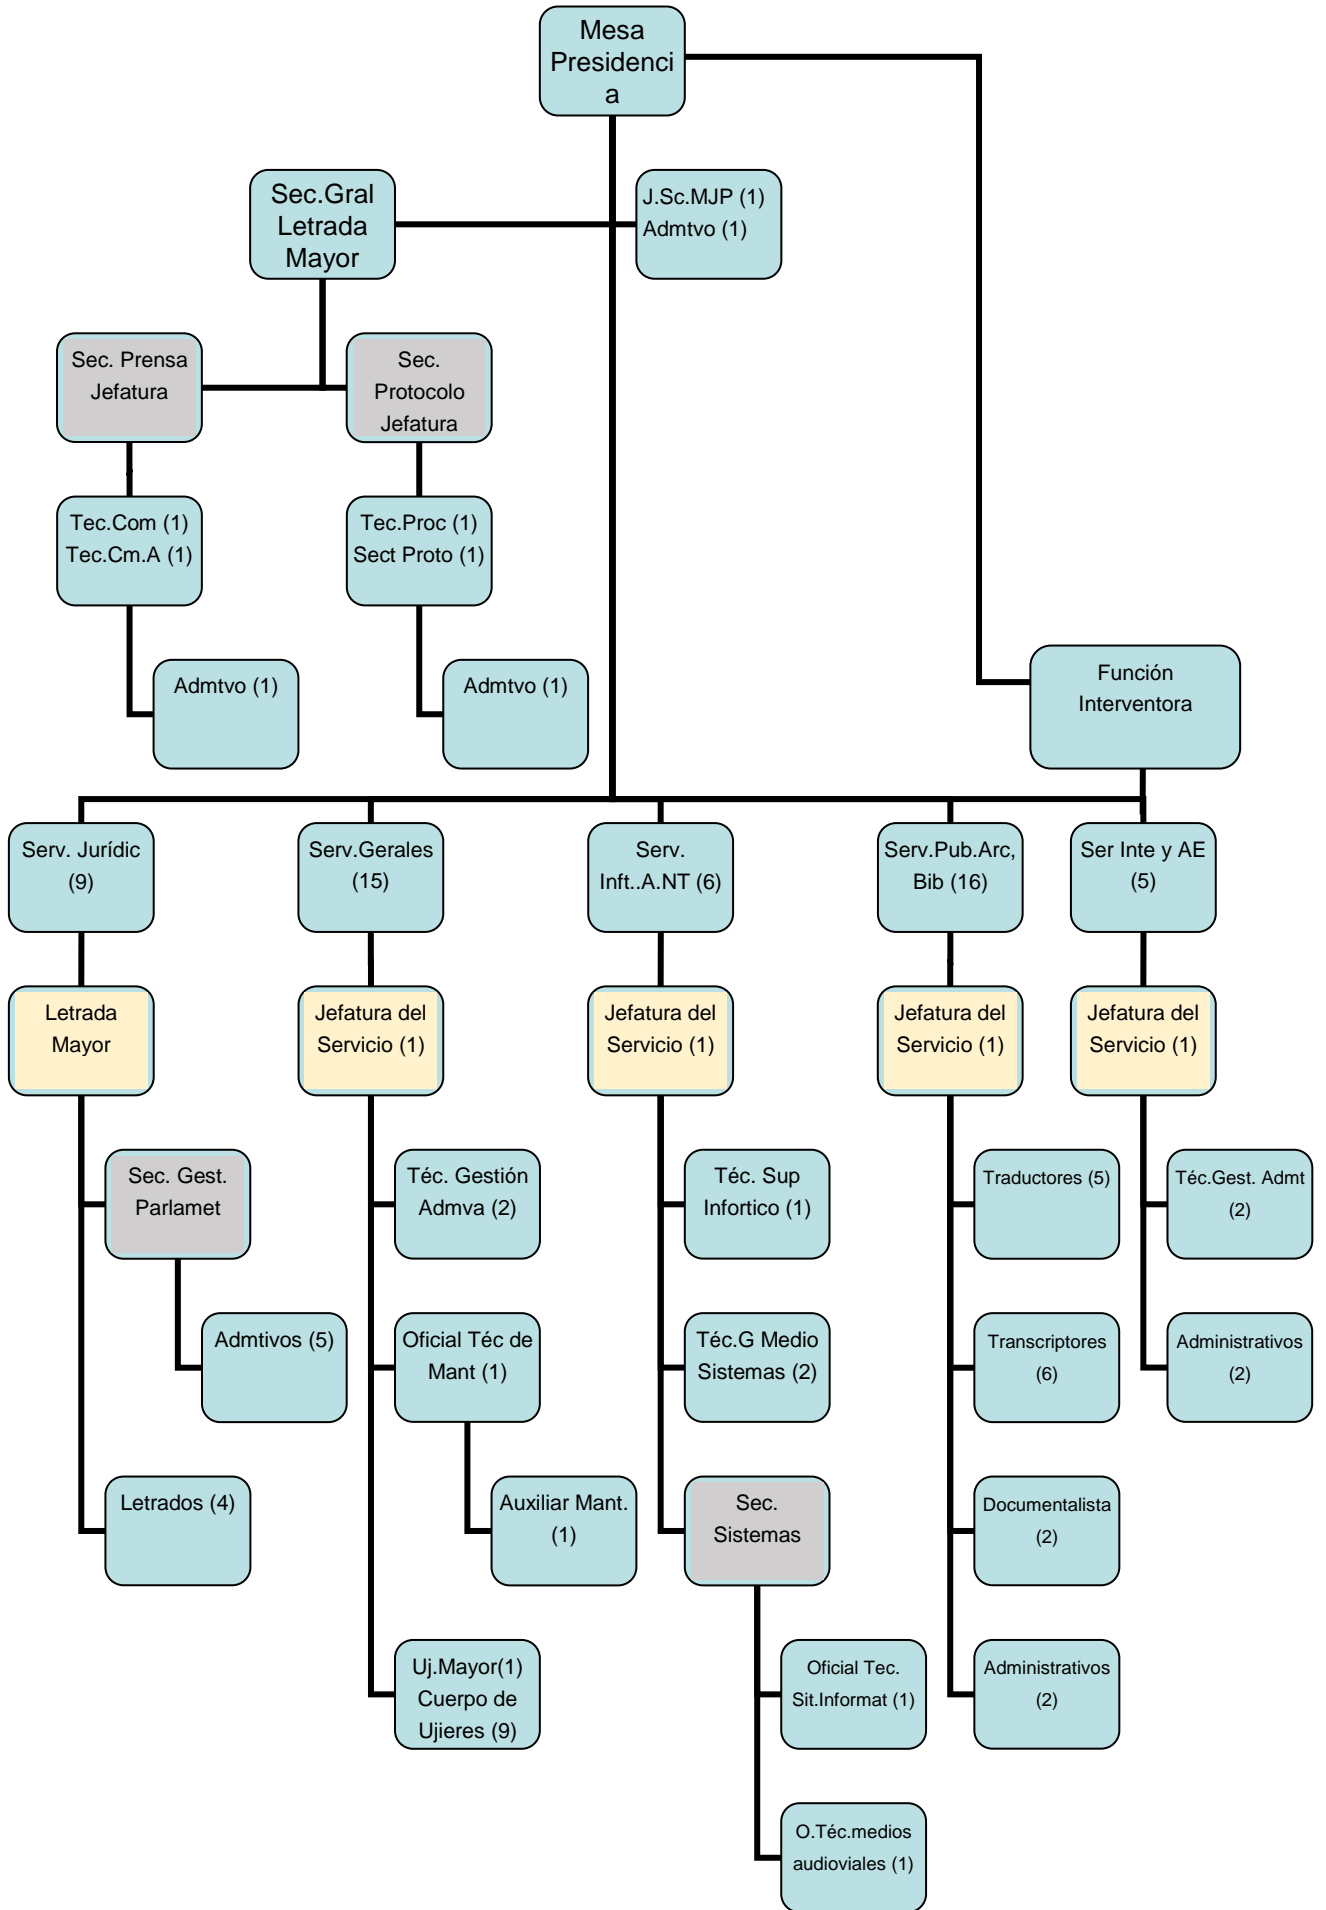 Mesa
Presidenci
a
Sec.Gral
Letrada
Mayor
J.Sc.MJP (1)
Admtvo (1)
Sec. Prensa
Jefatura
Sec.
Protocolo
Jefatura
Tec.Com (1)
Tec.Cm.A (1)
Tec.Proc (1)
Sect Proto (1)
Admtvo (1)
Admtvo (1)
Función
Interventora
Serv. Jurídic
(9)
Serv.Gerales
(15)
Serv.
Inft..A.NT (6)
Serv.Pub.Arc,
Bib (16)
Ser Inte y AE
(5)
Letrada
Mayor
Jefatura del
Servicio (1)
Jefatura del
Servicio (1)
Jefatura del
Servicio (1)
Jefatura del
Servicio (1)
Sec. Gest.
Parlamet
Téc. Gestión
Admva (2)
Téc. Sup
Infortico (1)
Traductores (5)
Téc.Gest. Admt
(2)
Admtivos (5)
Oficial Téc de
Mant (1)
Téc.G Medio
Sistemas (2)
Transcriptores
(6)
Administrativos
(2)
Letrados (4)
Auxiliar Mant.
(1)
Sec.
Sistemas
Documentalista
(2)
Uj.Mayor(1)
Cuerpo de
Ujieres (9)
Oficial Tec.
Sit.Informat (1)
Administrativos
(2)
O.Téc.medios
audioviales (1)